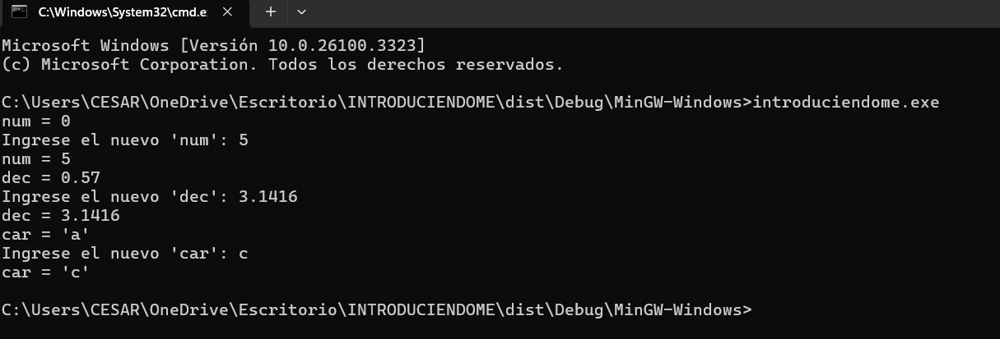 C:\Windows\System32\cmd.e
Microsoft Windows [Versión 10.0.26100.3323]
(c) Microsoft Corporation. Todos los derechos reservados.
C:\Users\CESAR\OneDrive\Escritorio\INTRODUCIENDOME\dist\Debug\MinGW-Windows>introduciendome.exe
num = 0
Ingrese el nuevo 'num': 5
num = 5
dec = 0.57
Ingrese el nuevo 'dec': 3.1416
dec = 3.1416
car = 'a'
Ingrese el nuevo 'car': c
car = 'c'
C:\Users\CESAR\OneDrive\Escritorio\INTRODUCIENDOME\dist\Debug\MinGW-Windows>